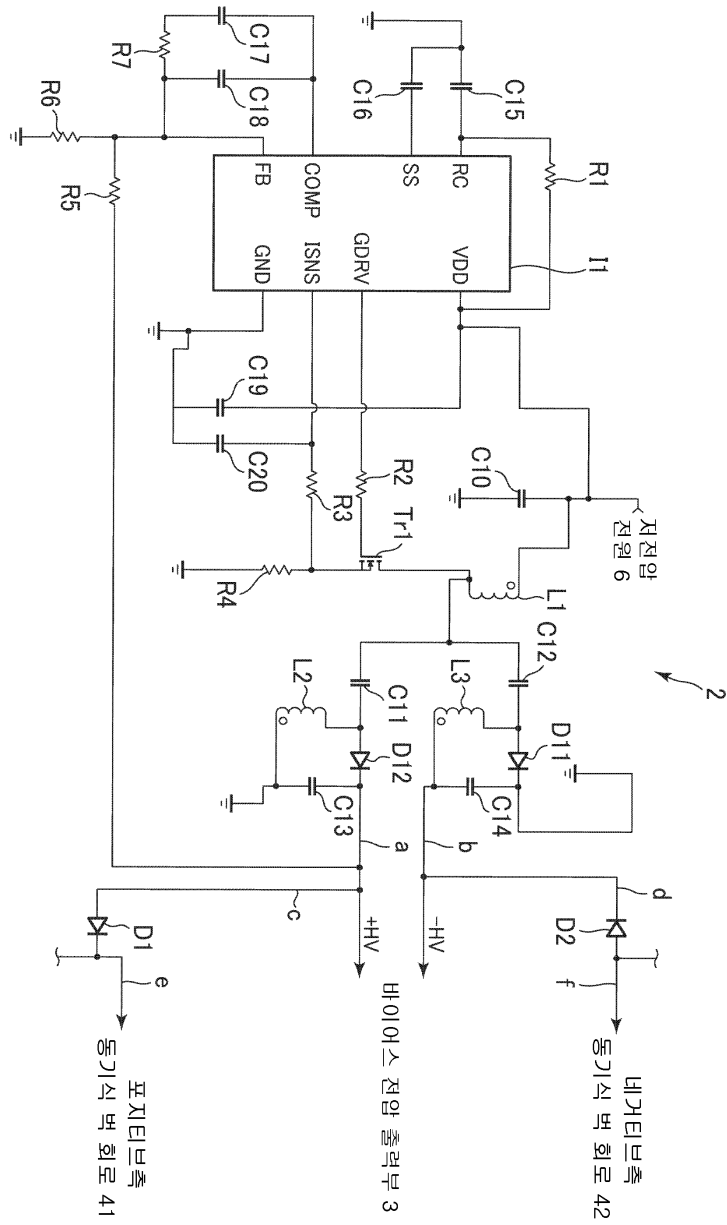 2
저전압
전원 6
d
네거티브측
동기식 벅 회로 42
I1
R1
D2
f
L1
C12
D11
C10
C15
RC
VDD
L3
C14
b
-HV
C16
SS
R2
Tr1
GDRV
C11
D12
a
+HV
바이어스 전압 출력부 3
COMP
ISNS
R3
L2
C13
C17
C18
FB
GND
C19
C20
R4
c
R7
D1
e
R6
R5
포지티브측
동기식 벅 회로 41